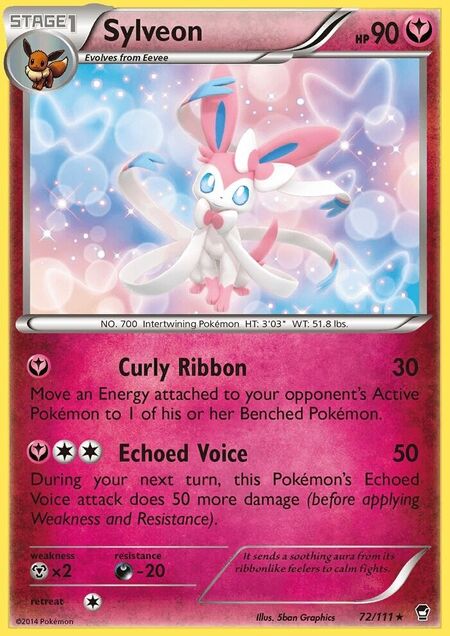 STAGE1
Sylveon
HP90
Evolves from Eevee
NO. 700 Intertwining Pokémon HT: 3'03" WT: 51.8 lbs.
Curly Ribbon 30
Move an Energy attached to your opponent's Active
Pokémon to 1 of his or her Benched Pokémon.
Echoed Voice 50
During your next turn, this Pokémon's Echoed
Voice attack does 50 more damage (before applying
Weakness and Resistance).
weakness resistance
×2 -20
retreat
It sends a soothing aura from its
ribbonlike feelers to calm fights.
©2014 Pokémon
Illus. 5ban Graphics
72/111★